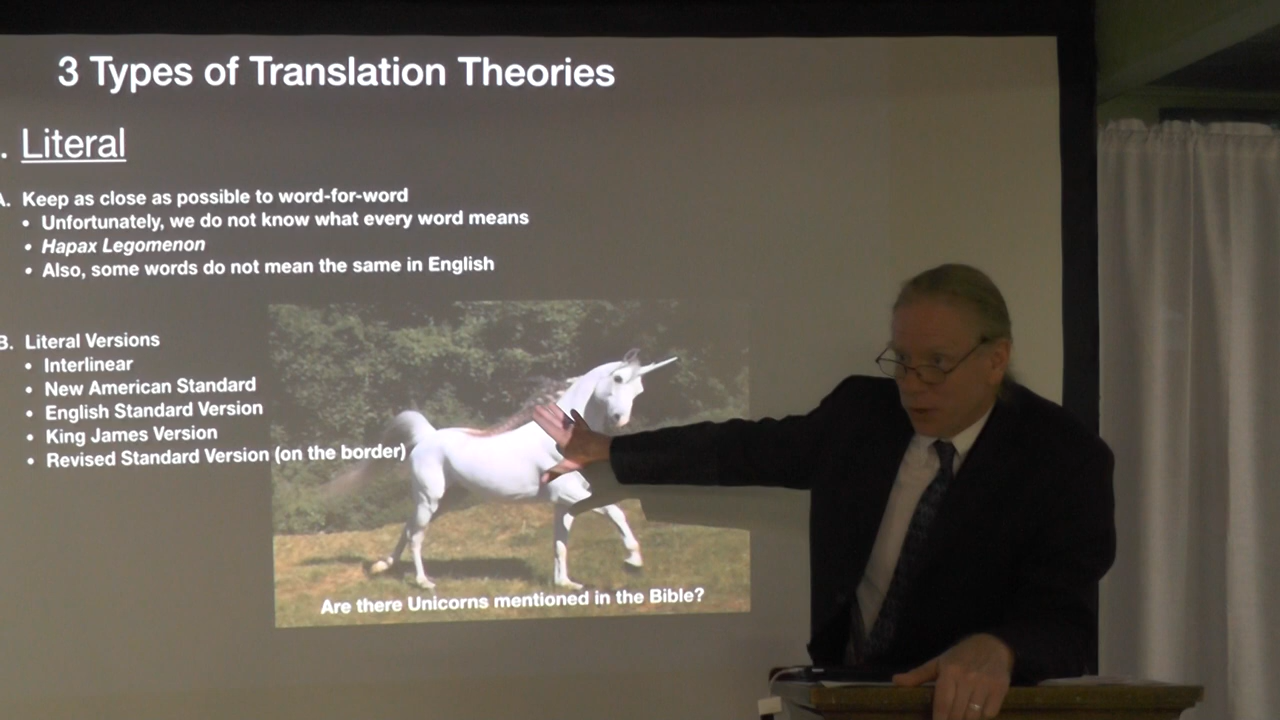 3 Types of Translation Theories
. Literal
A. Keep as close as possible to word-for-word
• Unfortunately, we do not know what every word means
• Hapax Legomenon
• Also, some words do not mean the same in English
B. Literal Versions
• Interlinear
• New American Standard
• English Standard Version
• King James Version
• Revised Standard Version (on the border)
Are there Unicorns mentioned in the Bible?